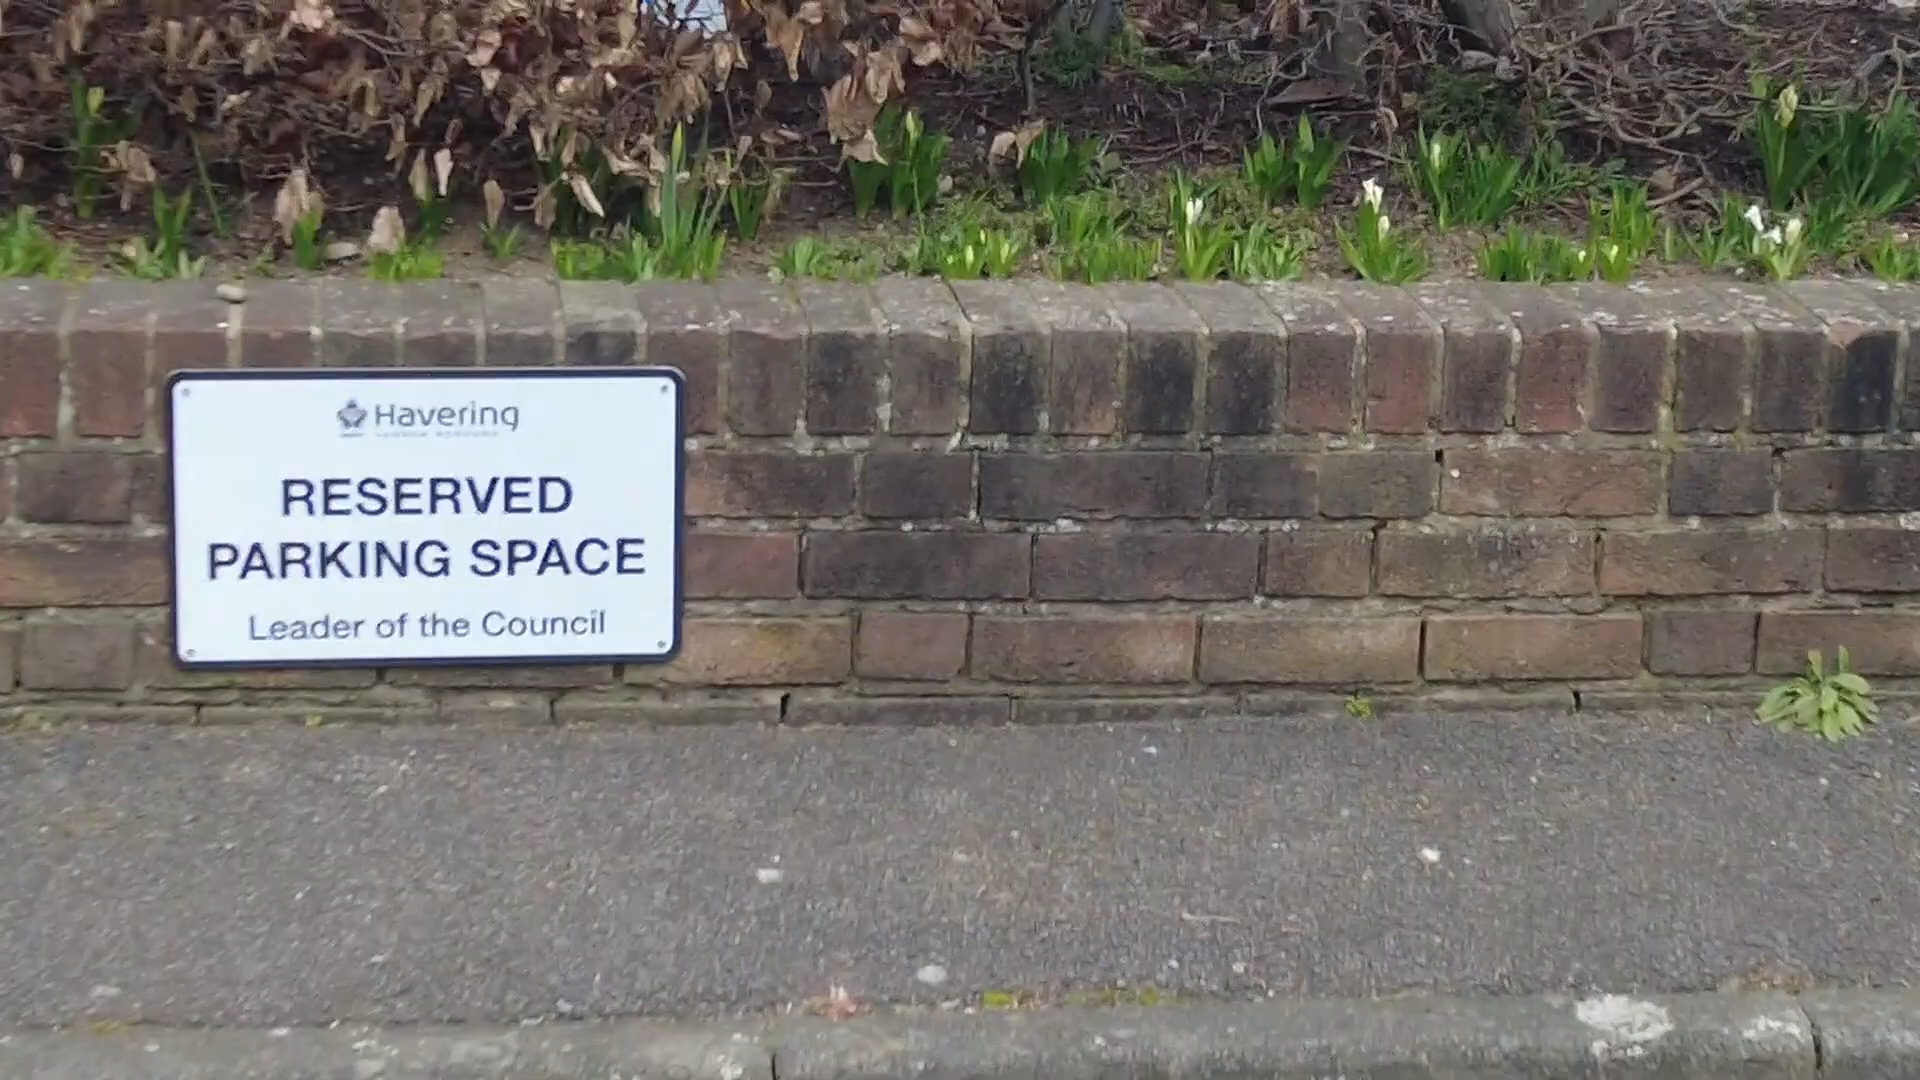 Havering
RESERVED
PARKING SPACE
Leader of the Council